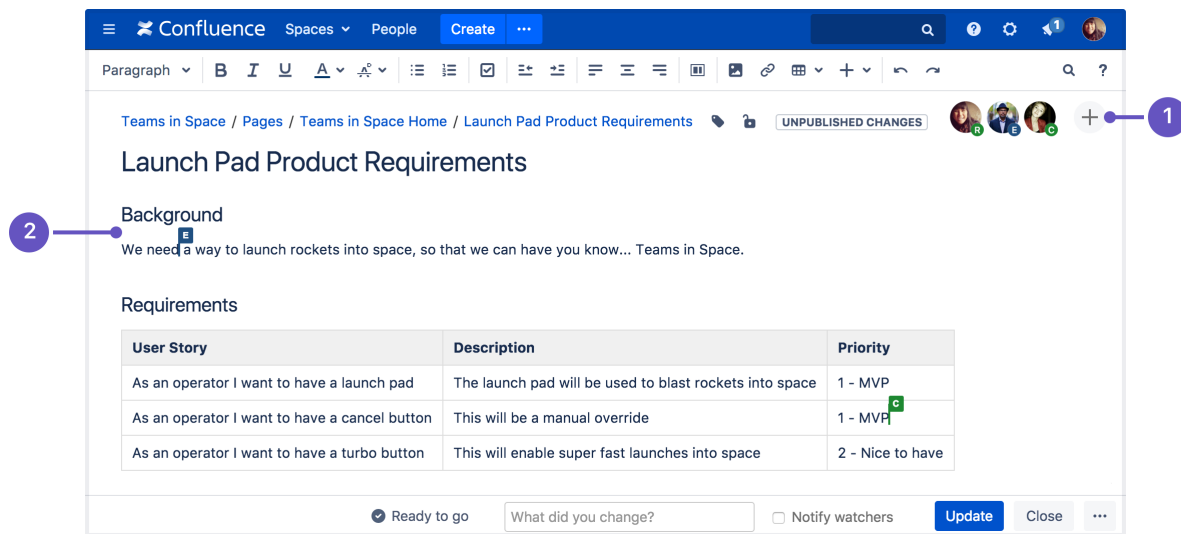 Confluence Spaces People Create ... 1
Paragraph B I U A ?
Teams in Space / Pages / Teams in Space Home / Launch Pad Product Requirements UNPUBLISHED CHANGES R E C 1
Launch Pad Product Requirements
Background
2
E
We need a way to launch rockets into space, so that we can have you know... Teams in Space.
Requirements
User Story Description Priority
As an operator I want to have a launch pad The launch pad will be used to blast rockets into space 1 - MVP
C
As an operator I want to have a cancel button This will be a manual override 1 - MVP
As an operator I want to have a turbo button This will enable super fast launches into space 2 - Nice to have
Ready to go What did you change? Notify watchers Update Close ...